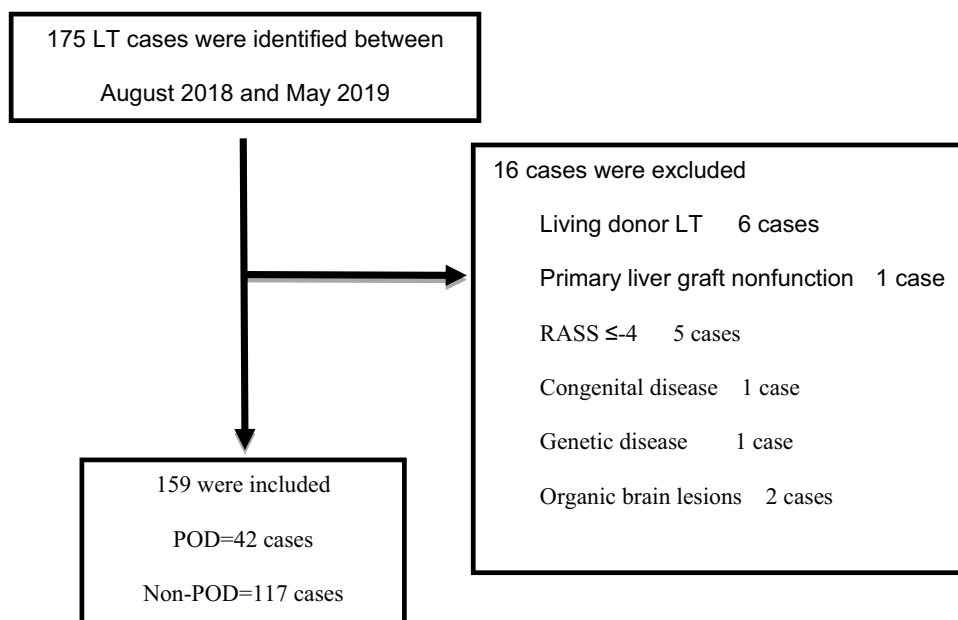 175 LT cases were identified between
August 2018 and May 2019
16 cases were excluded
Living donor LT 6 cases
Primary liver graft nonfunction 1 case
RASS ≤-4 5 cases
Congenital disease 1 case
Genetic disease 1 case
Organic brain lesions 2 cases
159 were included
POD=42 cases
Non-POD=117 cases